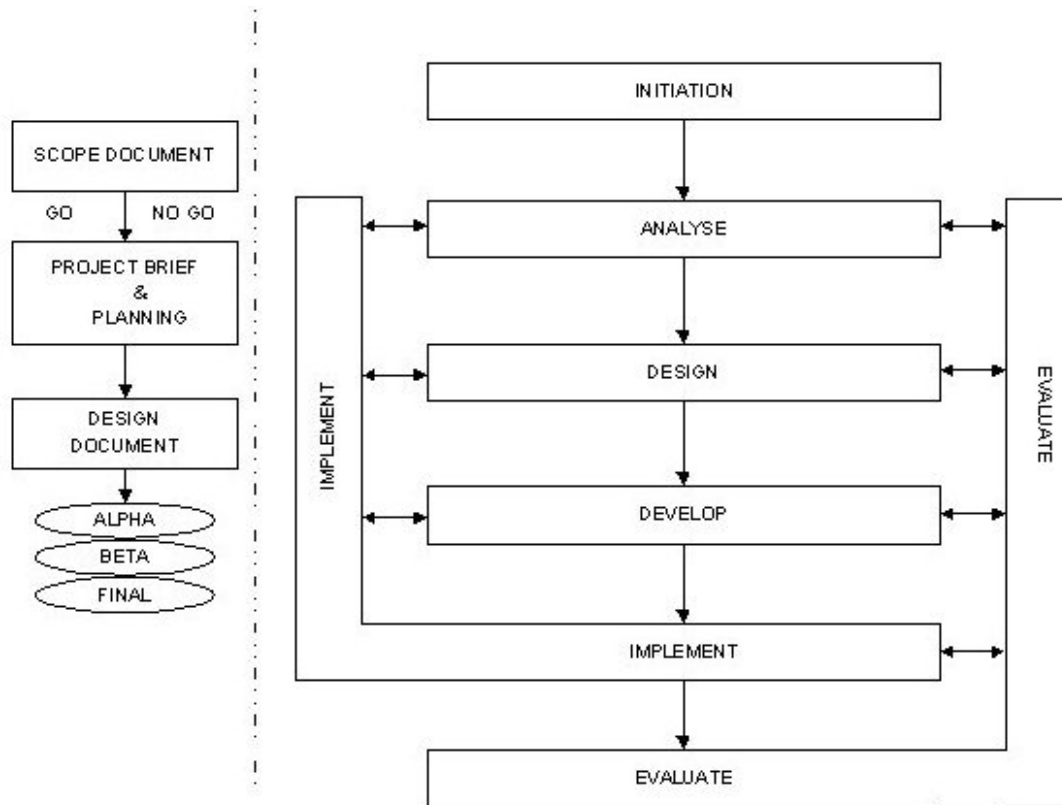 SCOPE DOCUMENT
GO NO GO
PROJECT BRIEF
&
PLANNING
DESIGN
DOCUMENT
ALPHA
BETA
FINAL
INITIATION
ANALYSE
DESIGN
DEVELOP
IMPLEMENT
IMPLEMENT
EVALUATE
EVALUATE